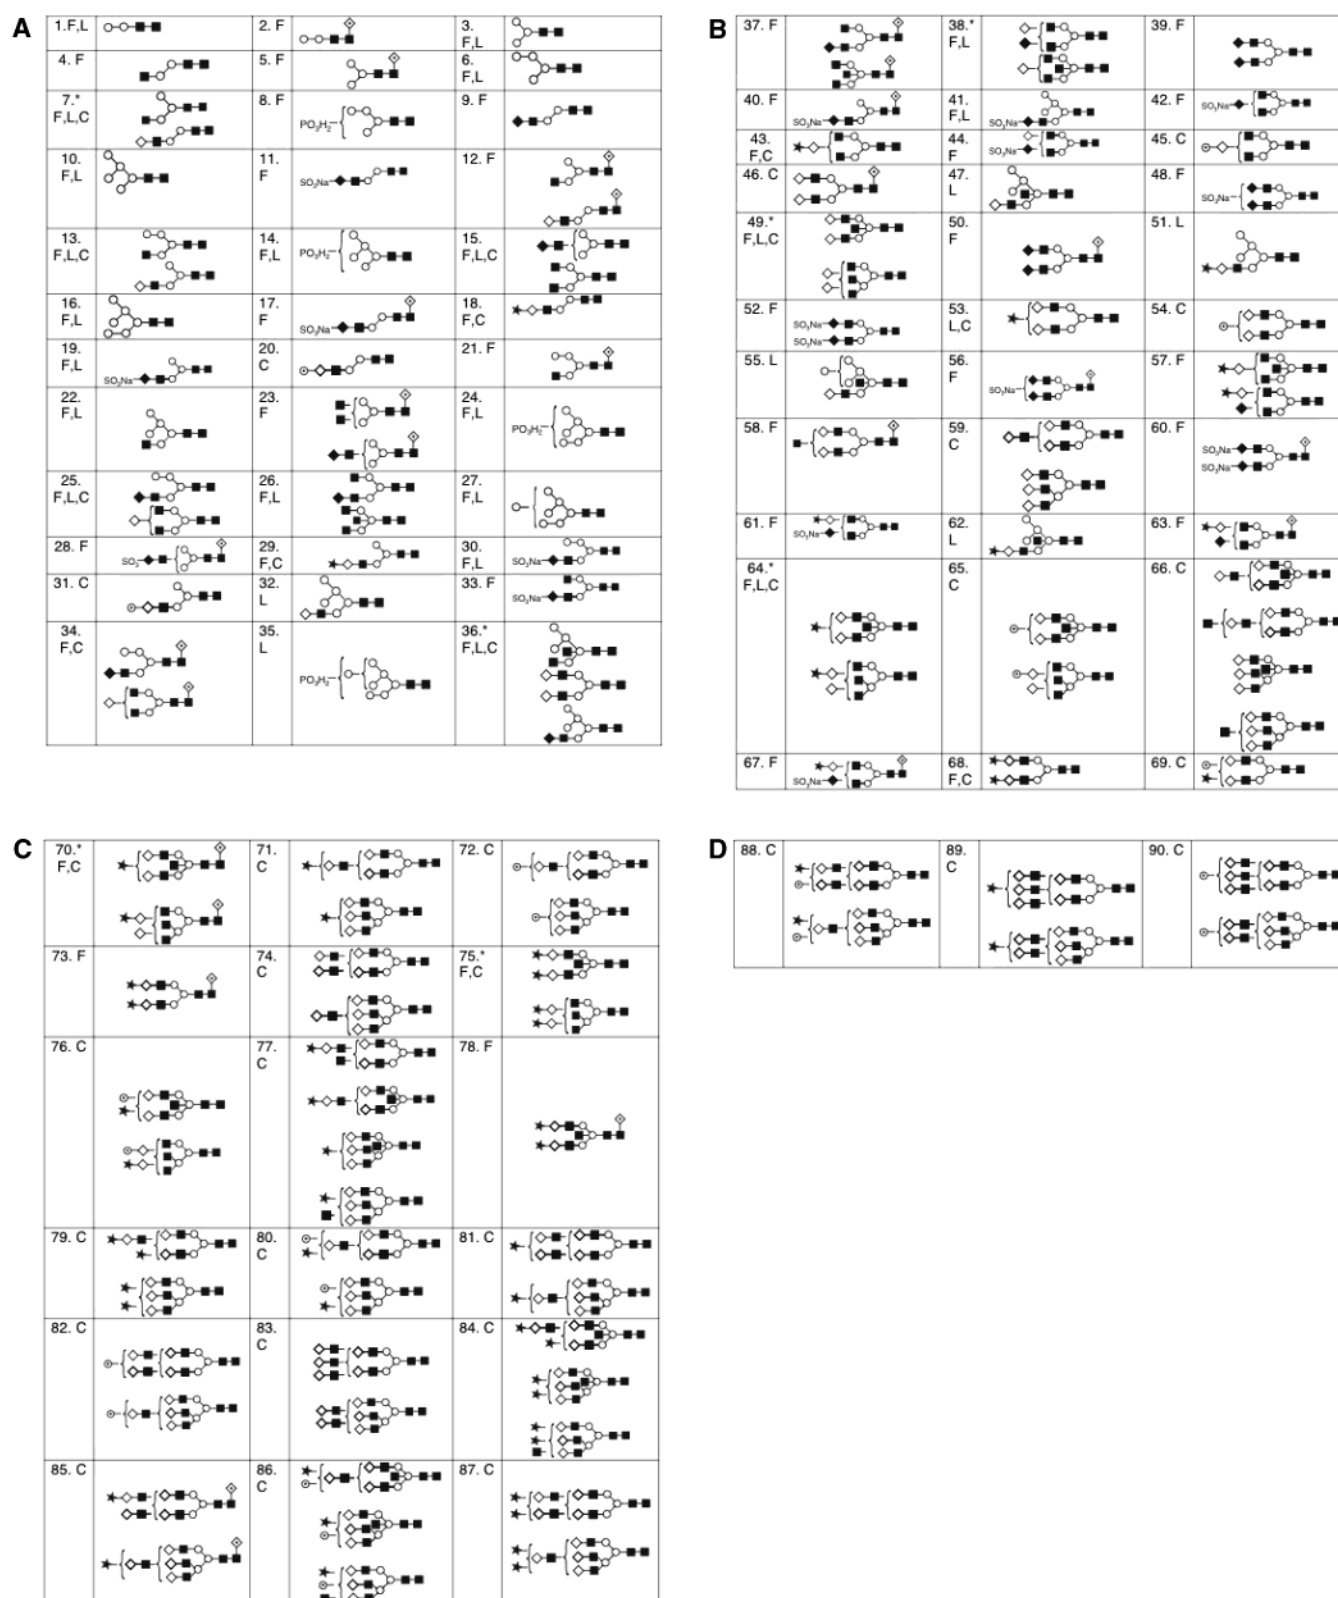 A
1.F,L
2. F
3.
F,L
4. F
5. F
6.
F,L
7.*
F,L,C
8. F
PO3H2
9. F
10.
F,L
11.
F
SO3Na
12. F
13.
F,L,C
14.
F,L
PO3H2
15.
F,L,C
16.
F,L
17.
F
SO3Na
18.
F,C
19.
F,L
SO3Na
20.
C
21. F
22.
F,L
23.
F
24.
F,L
PO3H2
25.
F,L,C
26.
F,L
27.
F,L
28. F
SO3
29.
F,C
30.
F,L
SO3Na
31. C
32.
L
33. F
SO3Na
34.
F,C
35.
L
PO3H2
36.*
F,L,C
B
37. F
38.*
F,L
39. F
40. F
SO3Na
41.
F,L
SO3Na
42. F
SO3Na
43.
F,C
44.
F
SO3Na
45. C
46. C
47.
L
48. F
SO3Na
49.*
F,L,C
50.
F
51. L
52. F
SO3Na
SO3Na
53.
L,C
54. C
55. L
56.
F
SO3Na
57. F
58. F
59.
C
60. F
SO3Na
SO3Na
61. F
SO3Na
62.
L
63. F
64.*
F,L,C
65.
C
66. C
67. F
SO3Na
68.
F,C
69. C
C
70.*
F,C
71.
C
72. C
73. F
74.
C
75.*
F,C
76. C
77.
C
78. F
79. C
80.
C
81. C
82. C
83.
C
84. C
85. C
86.
C
87. C
D
88. C
89.
C
90. C